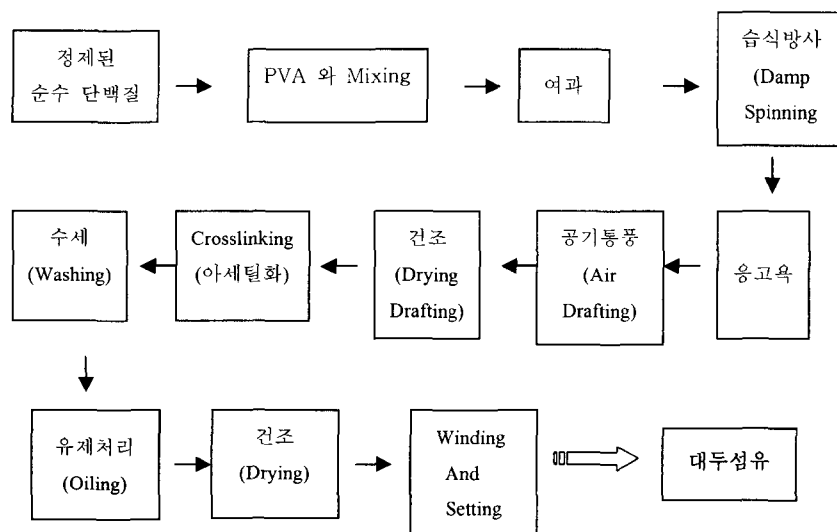 정제된
순수 단백질
PVA 와 Mixing
여과
습식방사
(Damp
Spinning
응고욕
공기통풍
(Air
Drafting)
건조
(Drying
Drafting)
Crosslinking
(아세틸화)
수세
(Washing)
유제처리
(Oiling)
건조
(Drying)
Winding
And
Setting
대두섬유